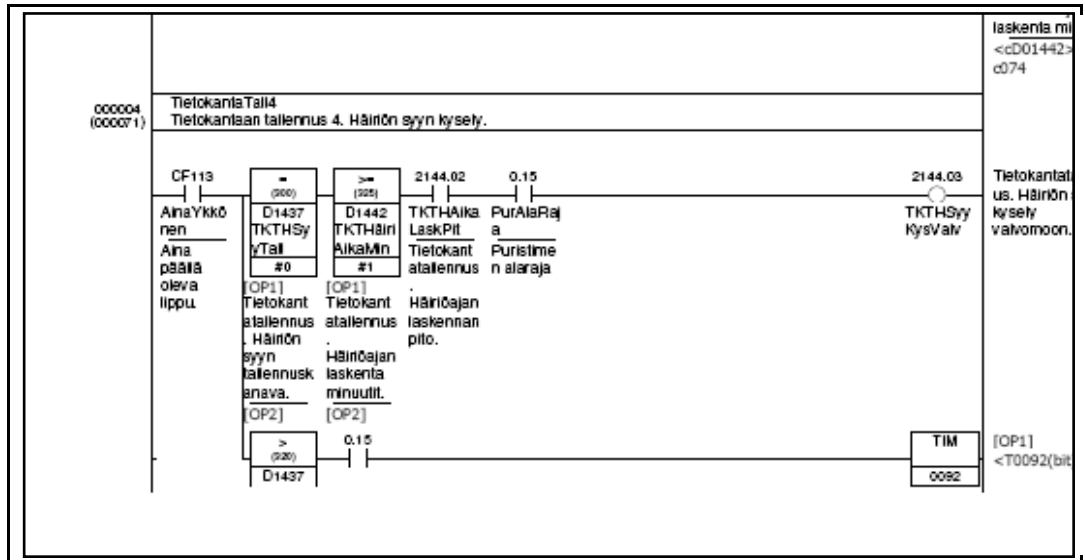 laskenta mi
<cD01442>
c074
000004
(000071)
TietokantaTall4
Tietokantaan tallennus 4. Häiriön syyn kysely.
CF113
AinaYkkö
nen
Aina
päällä
oleva
lippu.
=
(300)
D1437
TKTHSy
yTall
#0
[OP1]
Tietokant
atallennus
. Häiriön
syyn
tallennusk
anava.
[OP2]
>=
(325)
D1442
TKTHäiri
AikaMin
#1
[OP1]
Tietokant
atallennus
.
Häiriöajan
laskenta
minuutit.
[OP2]
2144.02
TKTHAika
LaskPit
Tietokant
atallennus
.
Häiriöajan
laskennan
pito.
0.15
PurAlaRaj
a
Puristime
n alaraja
2144.03
TKTHSyy
KysValv
Tietokantata
us. Häiriön
kysely
valvomoon.
>
(320)
D1437
0.15
TIM
0092
[OP1]
<T0092(bit)